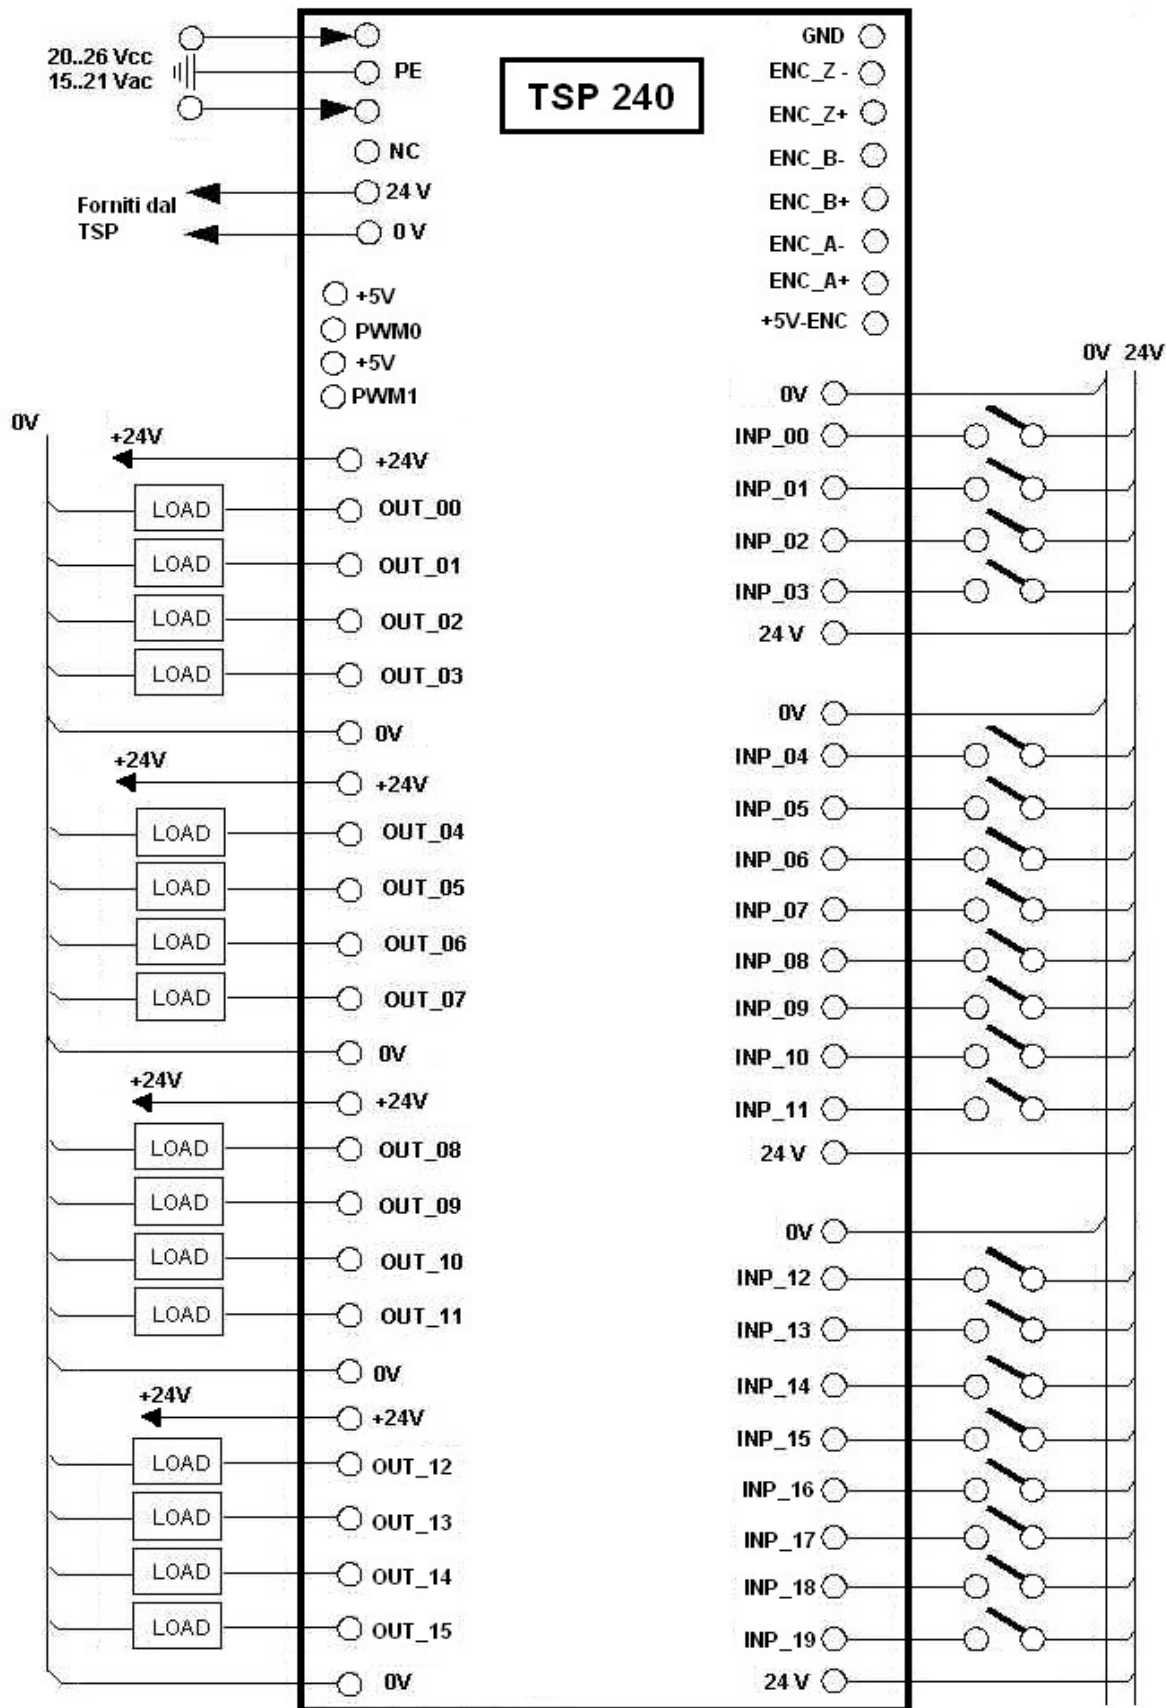 20..26 Vcc
15..21 Vac
PE
NC
24 V
0 V
Forniti dal
TSP
TSP 240
+5V
PWM0
+5V
PWM1
0V
+24V
+24V
LOAD
OUT_00
LOAD
OUT_01
LOAD
OUT_02
LOAD
OUT_03
0V
+24V
+24V
LOAD
OUT_04
LOAD
OUT_05
LOAD
OUT_06
LOAD
OUT_07
0V
+24V
+24V
LOAD
OUT_08
LOAD
OUT_09
LOAD
OUT_10
LOAD
OUT_11
0V
+24V
+24V
LOAD
OUT_12
LOAD
OUT_13
LOAD
OUT_14
LOAD
OUT_15
0V
GND
ENC_Z -
ENC_Z+
ENC_B-
ENC_B+
ENC_A-
ENC_A+
+5V-ENC
0V 24V
0V
INP_00
INP_01
INP_02
INP_03
24 V
0V
INP_04
INP_05
INP_06
INP_07
INP_08
INP_09
INP_10
INP_11
24 V
0V
INP_12
INP_13
INP_14
INP_15
INP_16
INP_17
INP_18
INP_19
24 V